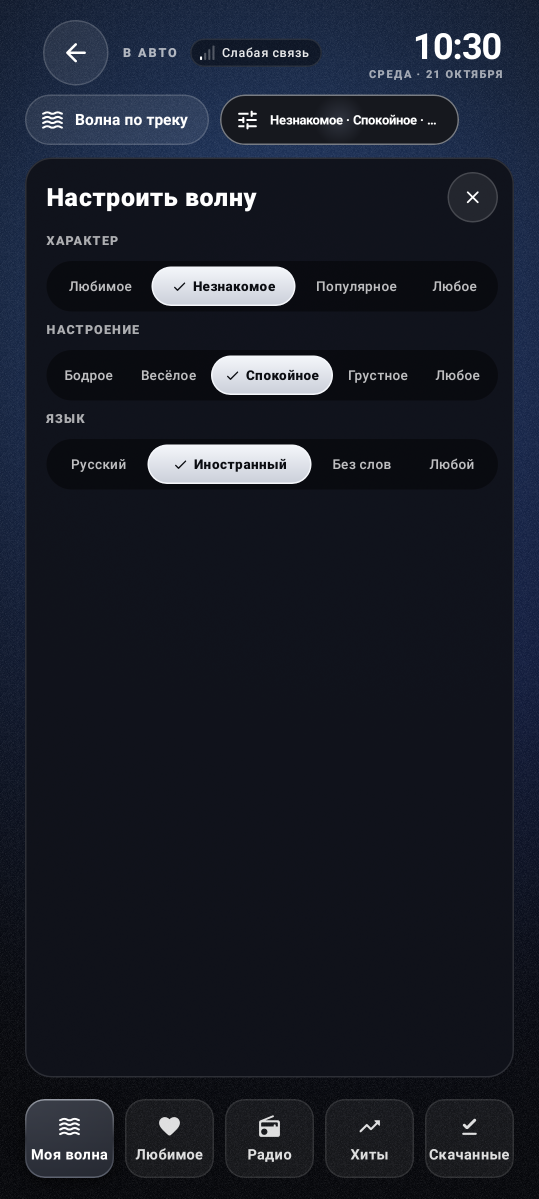 В АВТО
Слабая связь
10:30
СРЕДА · 21 ОКТЯБРЯ
Волна по треку
Незнакомое · Спокойное · ...
Настроить волну
ХАРАКТЕР
Любимое Незнакомое Популярное Любое
НАСТРОЕНИЕ
Бодрое Весёлое Спокойное Грустное Любое
ЯЗЫК
Русский Иностранный Без слов Любой
Моя волна Любимое Радио Хиты Скачанные